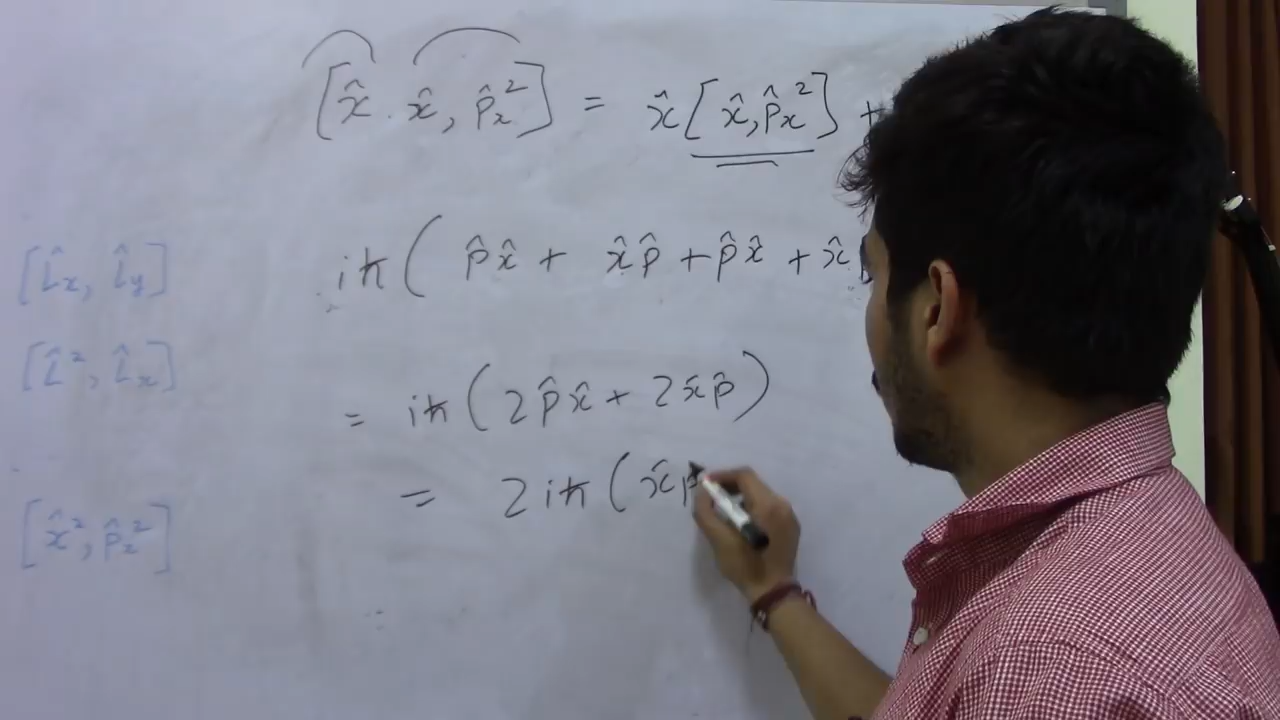 [x̂ . x̂, p̂ₓ²] = x̂[x̂, p̂ₓ²] +
iħ( p̂x̂ + x̂p̂ + p̂x̂ + x̂
= iħ(2p̂x̂ + 2x̂p̂)
= 2iħ(x̂p
[L̂ₓ, L̂ᵧ]
[L̂², L̂ₓ]
[x̂², p̂ₓ²]